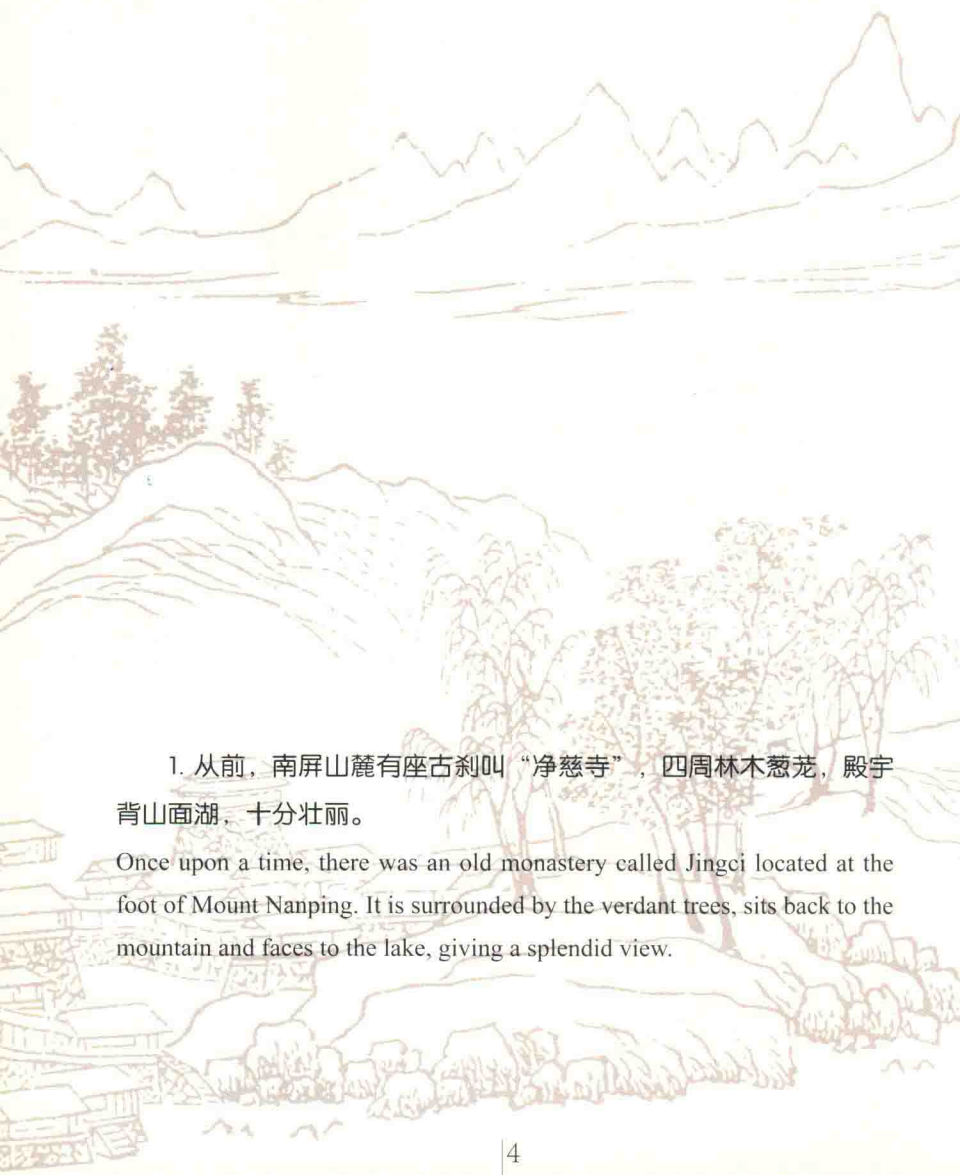 1. 从前，南屏山麓有座古刹叫“净慈寺”，四周林木葱茏，殿宇
背山面湖，十分壮丽。
Once upon a time, there was an old monastery called Jingci located at the
foot of Mount Nanping. It is surrounded by the verdant trees, sits back to the
mountain and faces to the lake, giving a splendid view.
4